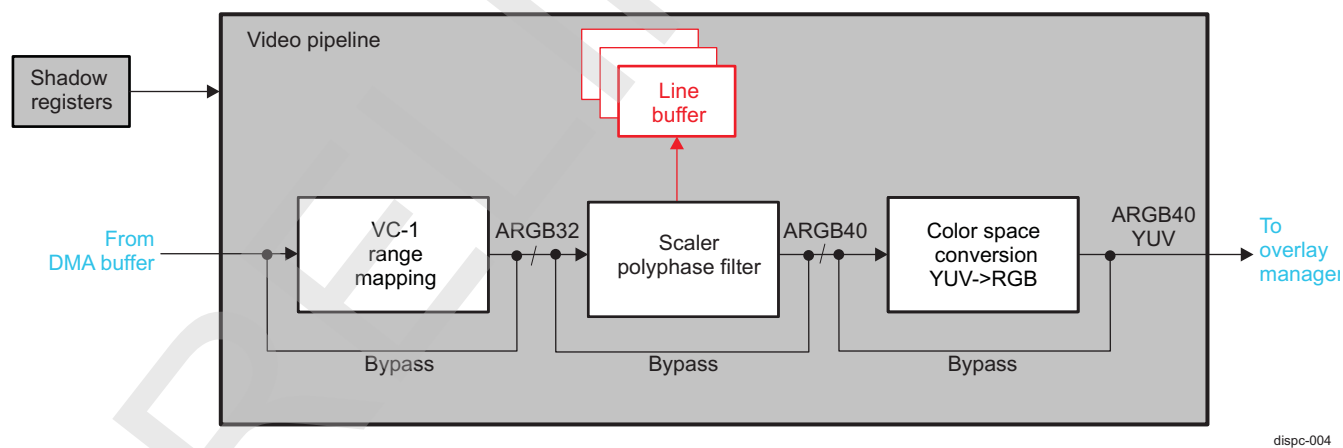 Video pipeline
Shadow
registers
Line
buffer
From
DMA buffer
VC-1
range
mapping
ARGB32
Scaler
polyphase filter
ARGB40
Color space
conversion
YUV->RGB
ARGB40
YUV
To
overlay
manager
Bypass
Bypass
Bypass
dispc-004